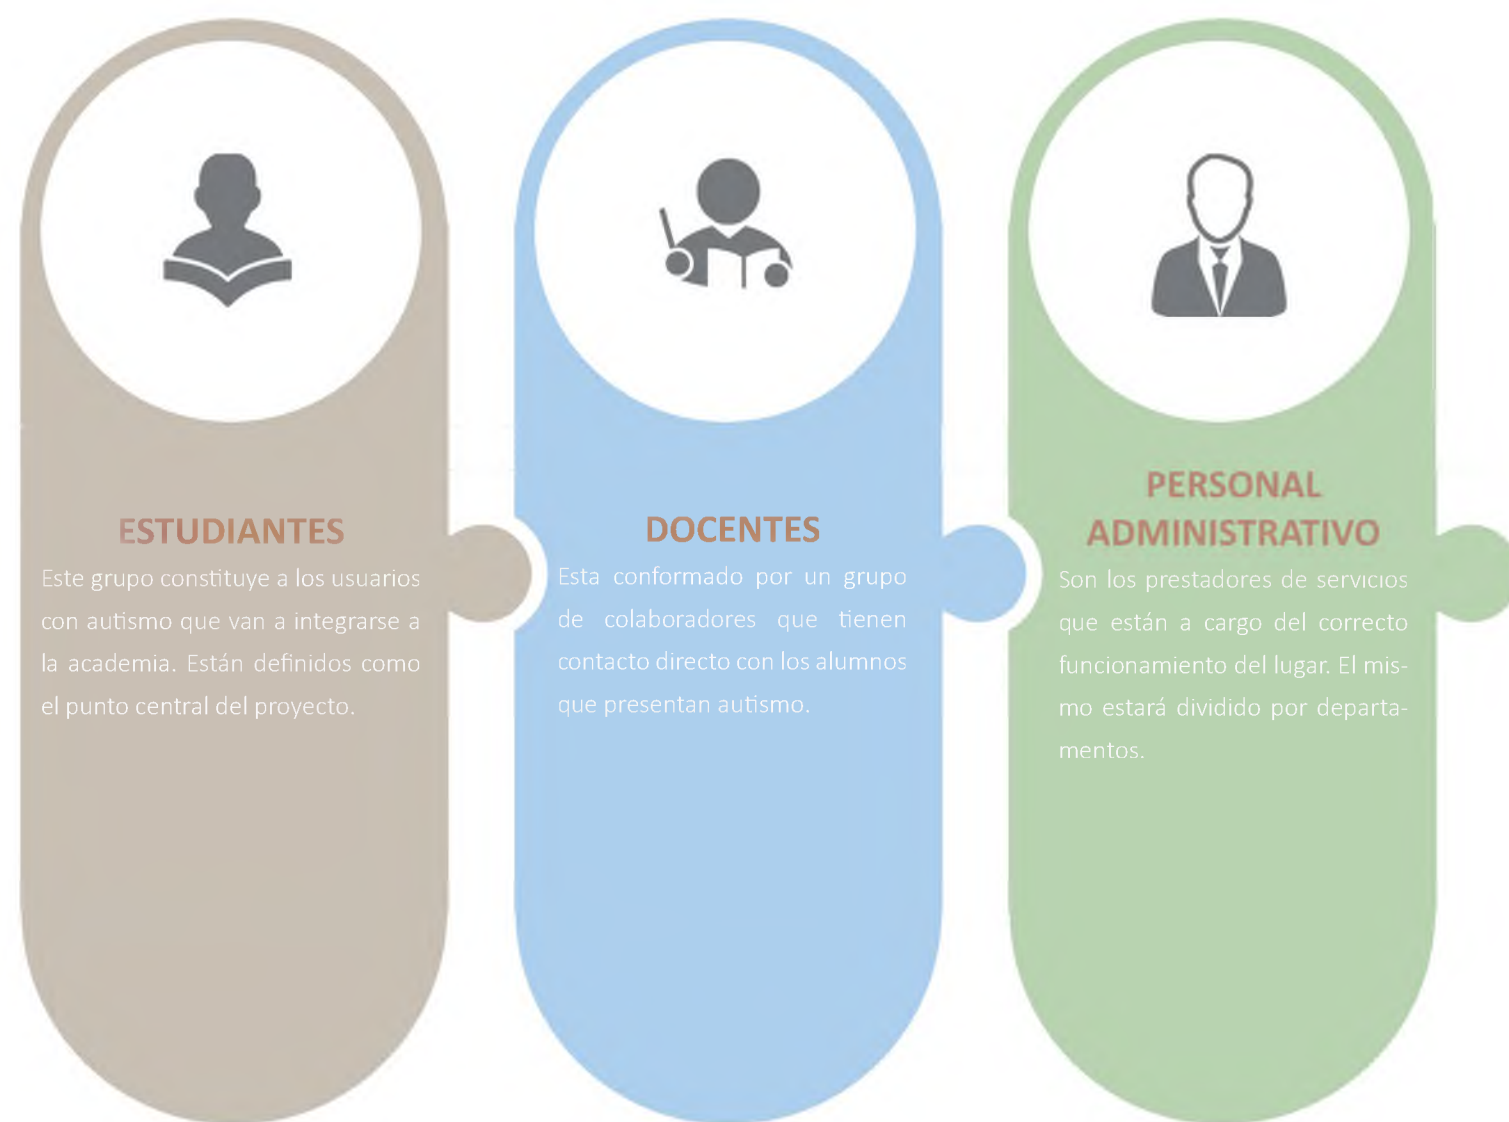 ESTUDIANTES
Este grupo constituye a los usuarios
con autismo que van a integrarse a
la academia. Están definidos como
el punto central del proyecto.
DOCENTES
Esta conformado por un grupo
de colaboradores que tienen
contacto directo con los alumnos
que presentan autismo.
PERSONAL
ADMINISTRATIVO
Son los prestadores de servicios
que están a cargo del correcto
funcionamiento del lugar. El mis-
mo estará dividido por departa-
mentos.